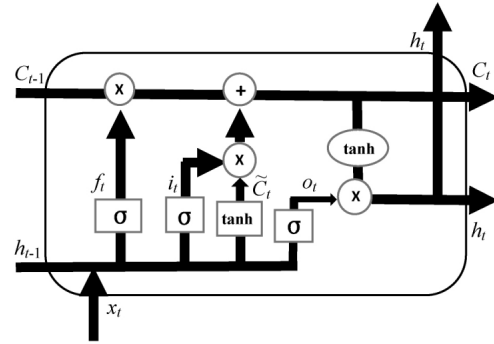 h_t
C_{t-1}
C_t
x
+
tanh
f_t
i_t
x
C̃_t
o_t
x
σ
σ
tanh
σ
h_t
h_{t-1}
x_t